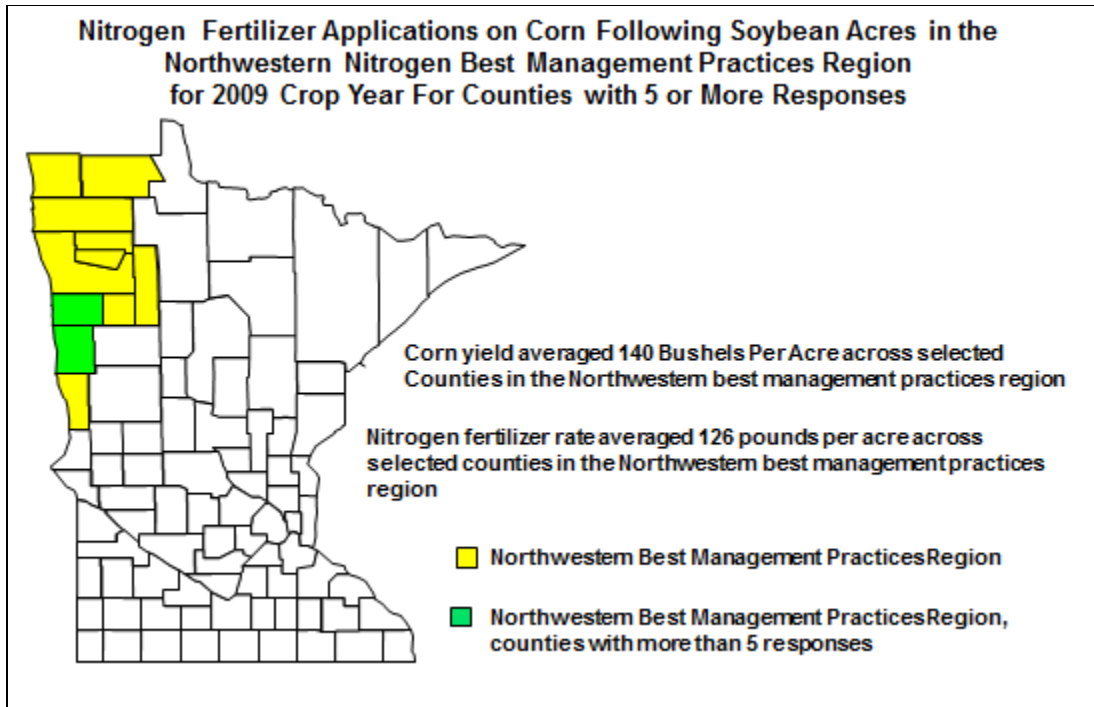 Nitrogen Fertilizer Applications on Corn Following Soybean Acres in the
Northwestern Nitrogen Best Management Practices Region
for 2009 Crop Year For Counties with 5 or More Responses
Corn yield averaged 140 Bushels Per Acre across selected
Counties in the Northwestern best management practices region
Nitrogen fertilizer rate averaged 126 pounds per acre across
selected counties in the Northwestern best management practices
region
Northwestern Best Management Practices Region
Northwestern Best Management Practices Region,
counties with more than 5 responses